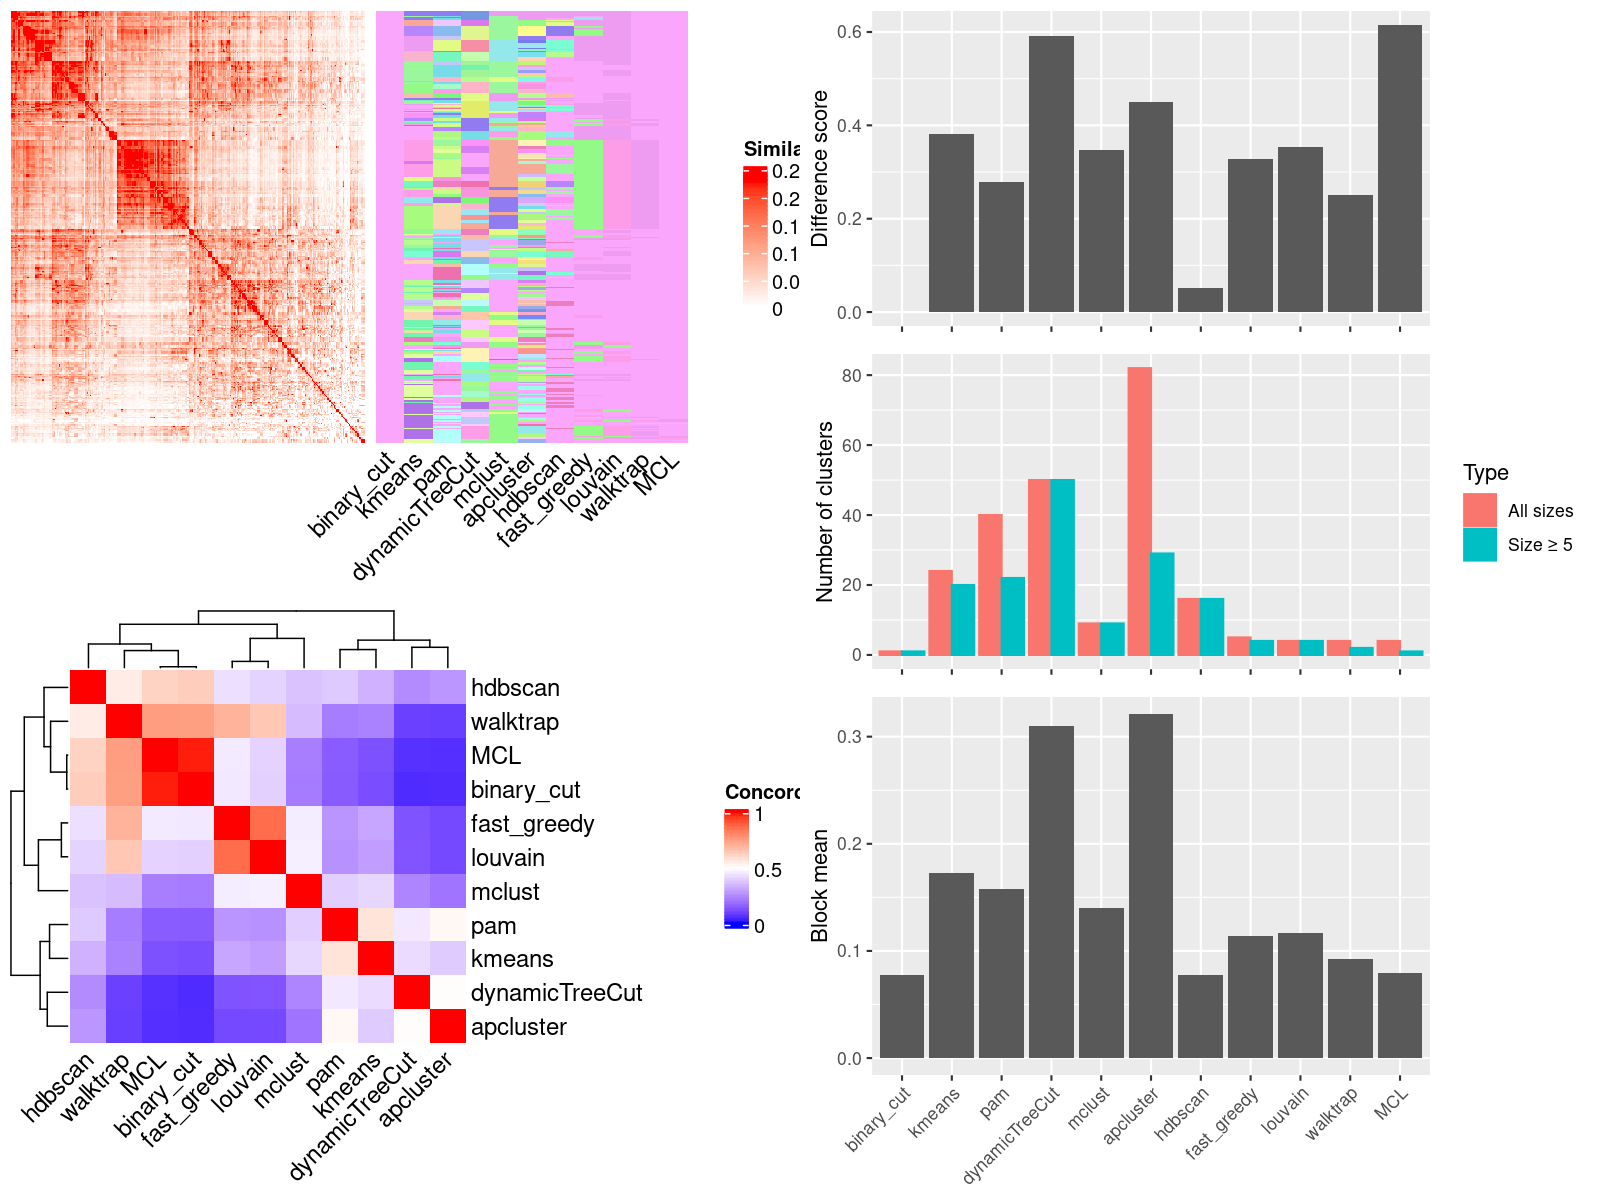 Simila
0.2
0.2
0.1
0.1
0.0
0
binary_cut
kmeans
pam
dynamicTreeCut
mclust
apcluster
hdbscan
fast_greedy
louvain
walktrap
MCL
hdbscan
walktrap
MCL
binary_cut
fast_greedy
louvain
mclust
pam
kmeans
dynamicTreeCut
apcluster
hdbscan
walktrap
MCL
binary_cut
fast_greedy
louvain
mclust
pam
kmeans
dynamicTreeCut
apcluster
Concord
1
0.5
0
Difference score
0.6
0.4
0.2
0.0
Number of clusters
80
60
40
20
0
Type
All sizes
Size ≥ 5
Block mean
0.3
0.2
0.1
0.0
binary_cut
kmeans
pam
dynamicTreeCut
mclust
apcluster
hdbscan
fast_greedy
louvain
walktrap
MCL